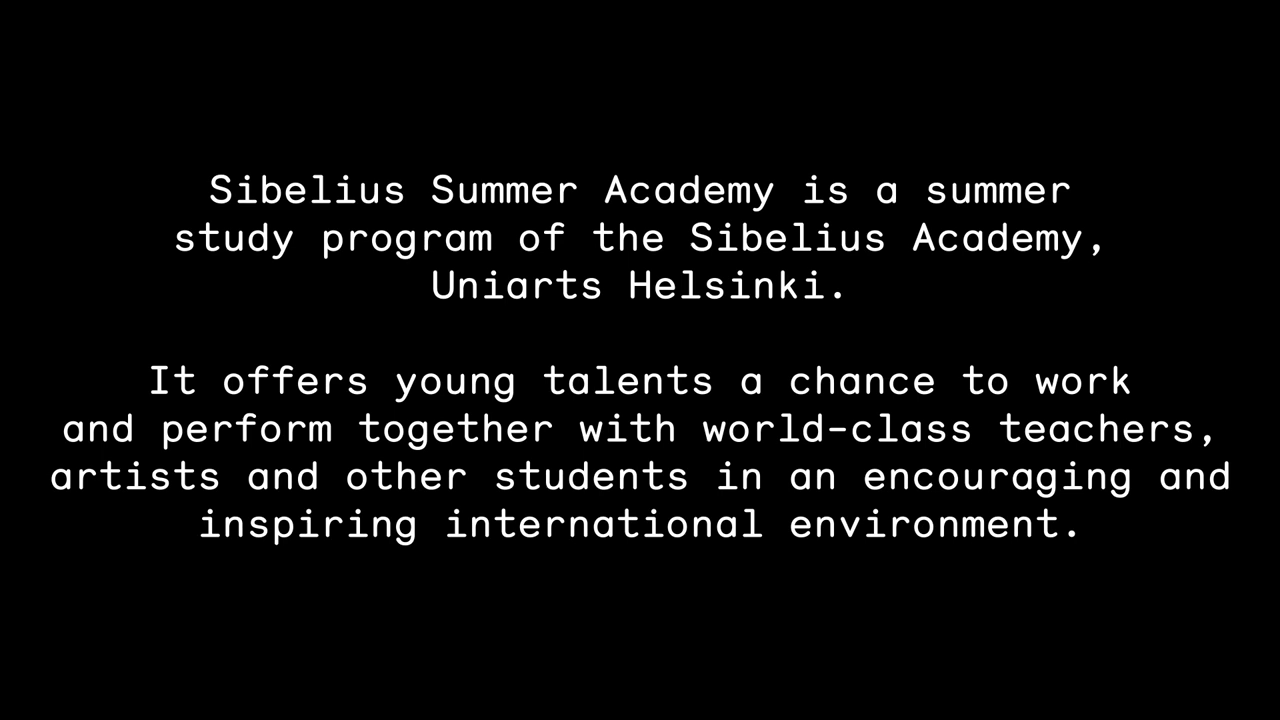 Sibelius Summer Academy is a summer
study program of the Sibelius Academy,
Uniarts Helsinki.
It offers young talents a chance to work
and perform together with world-class teachers,
artists and other students in an encouraging and
inspiring international environment.